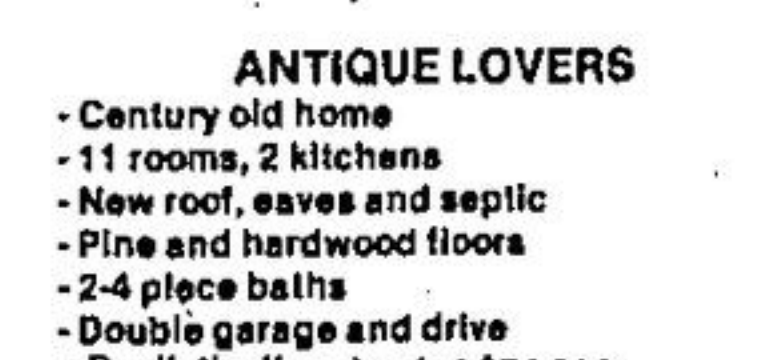 ANTIQUE LOVERS
- Century old home
- 11 rooms, 2 kitchens
- New roof, eaves and septic
- Pine and hardwood floors
- 2-4 piece baths
- Double garage and drive